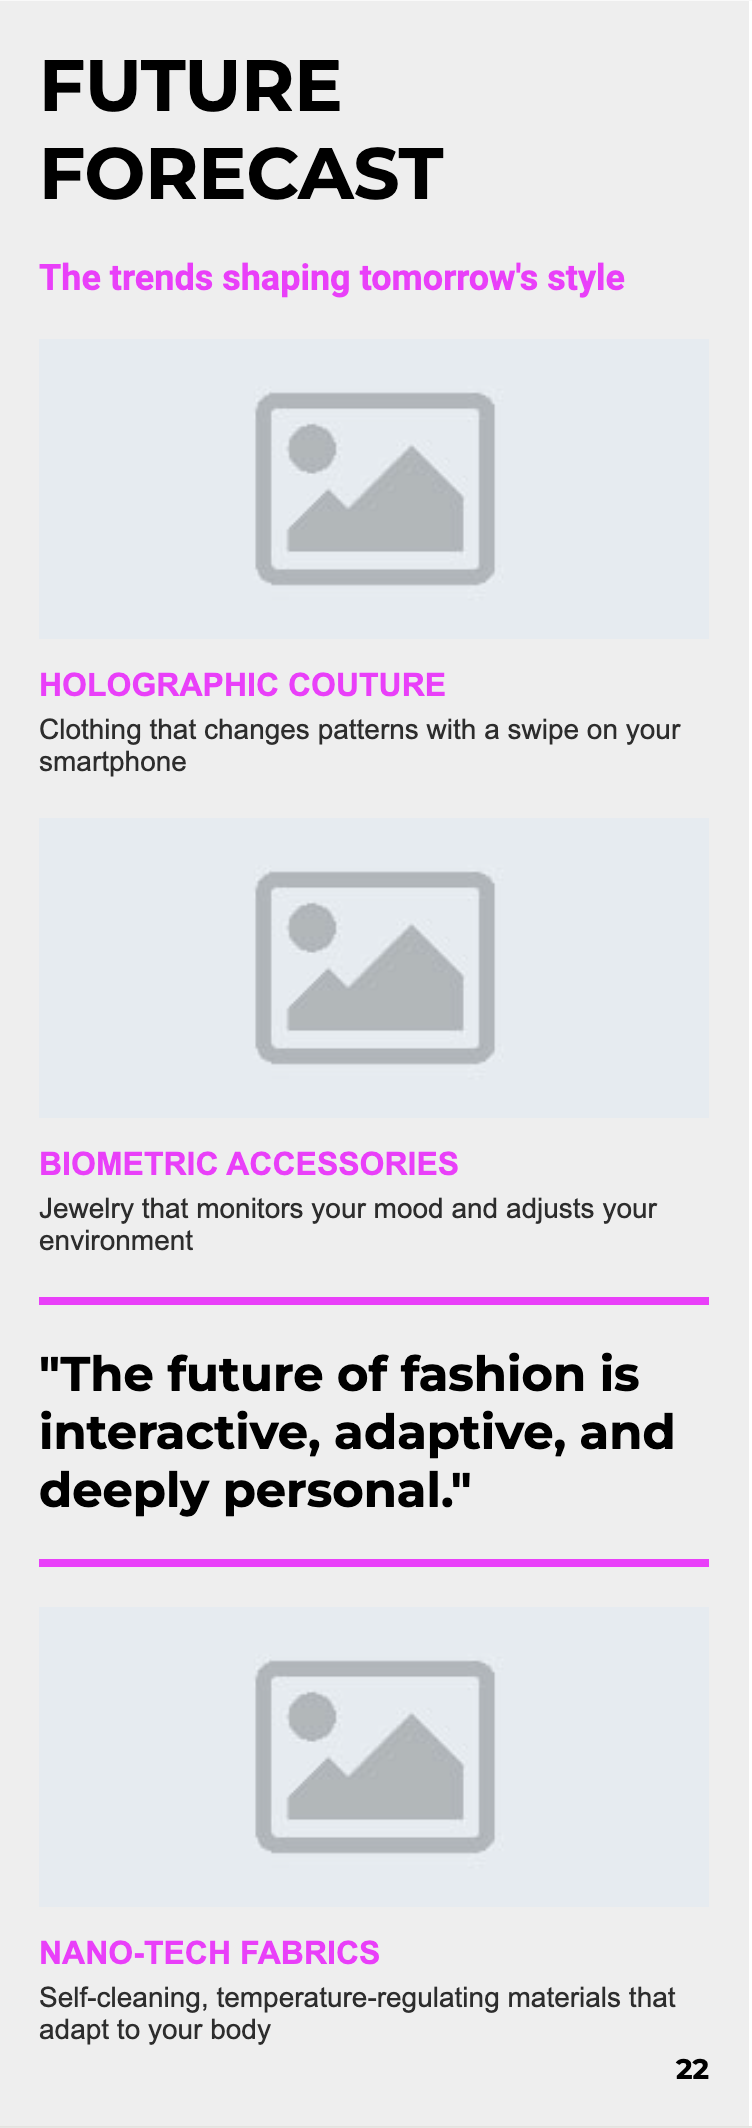 FUTURE
FORECAST
The trends shaping tomorrow's style
HOLOGRAPHIC COUTURE
Clothing that changes patterns with a swipe on your
smartphone
BIOMETRIC ACCESSORIES
Jewelry that monitors your mood and adjusts your
environment
"The future of fashion is
interactive, adaptive, and
deeply personal."
NANO-TECH FABRICS
Self-cleaning, temperature-regulating materials that
adapt to your body
22